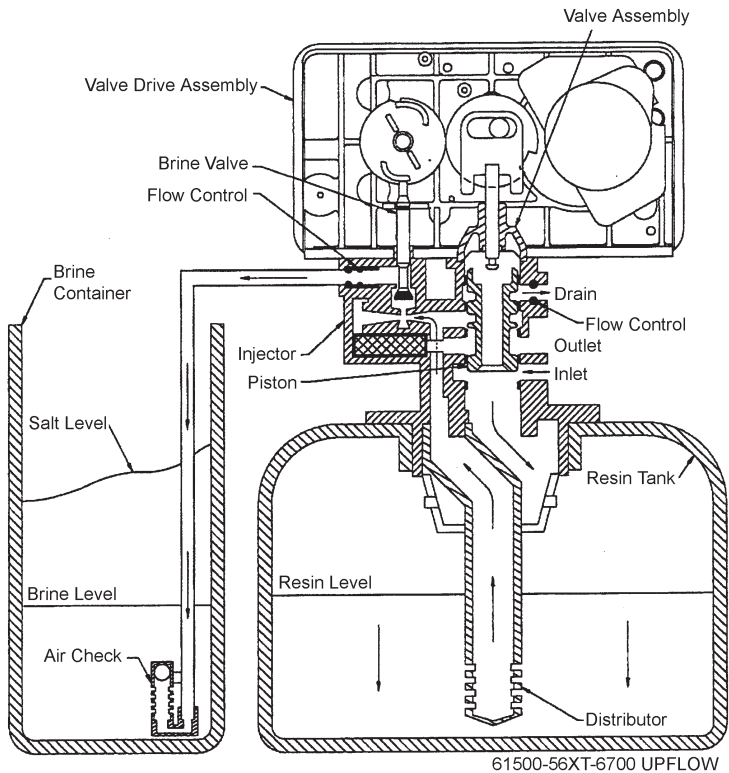 Valve Assembly
Valve Drive Assembly
Brine Valve
Flow Control
Brine
Container
Drain
Flow Control
Injector
Outlet
Piston
Inlet
Salt Level
Resin Tank
Brine Level
Resin Level
Air Check
Distributor
61500-56XT-6700 UPFLOW